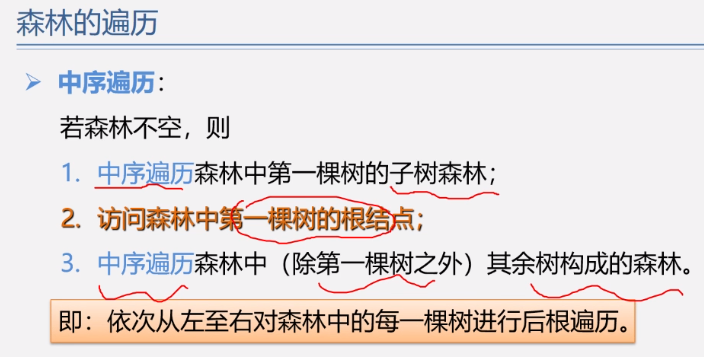 森林的遍历
➢ 中序遍历：
若森林不空，则
1. 中序遍历森林中第一棵树的子树森林；
2. 访问森林中第一棵树的根结点；
3. 中序遍历森林中（除第一棵树之外）其余树构成的森林。
即：依次从左至右对森林中的每一棵树进行后根遍历。